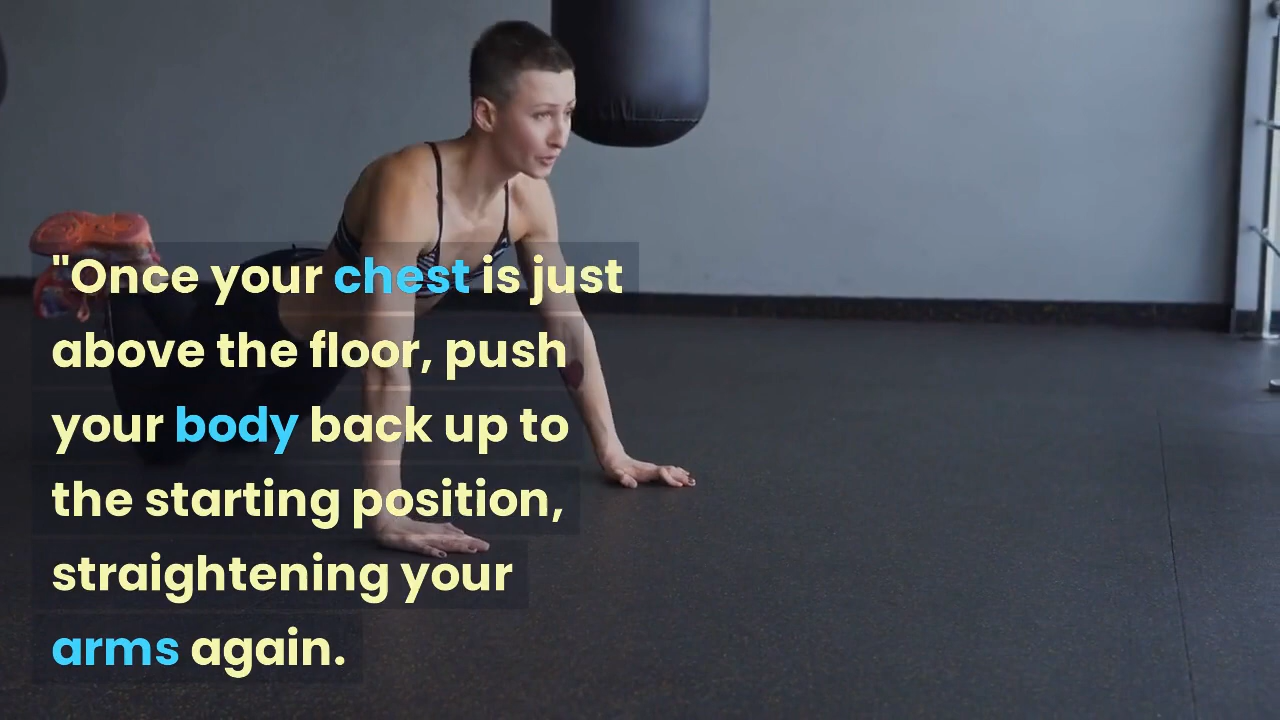 "Once your chest is just
above the floor, push
your body back up to
the starting position,
straightening your
arms again.